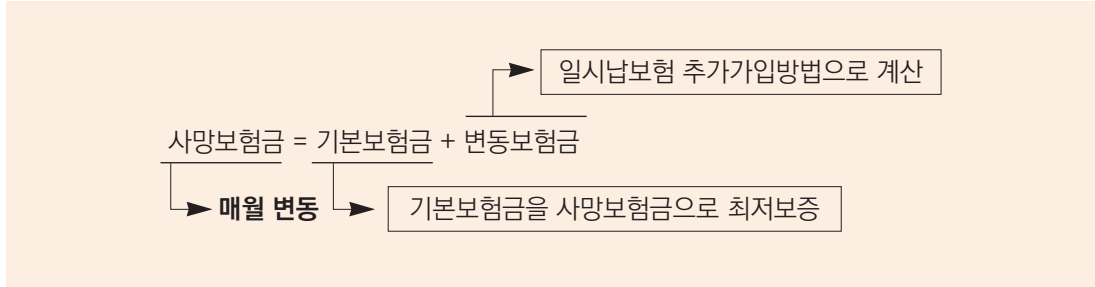 일시납보험 추가가입방법으로 계산
사망보험금 = 기본보험금 + 변동보험금
매월 변동
기본보험금을 사망보험금으로 최저보증